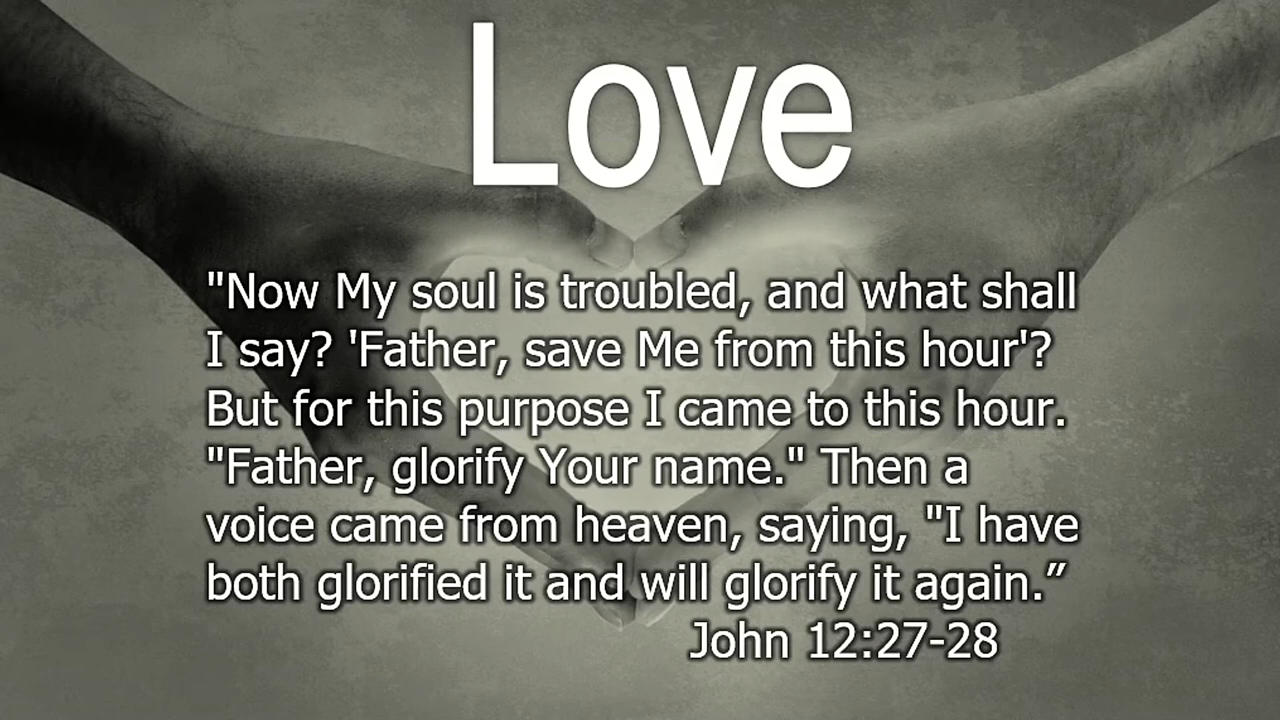 Love
"Now My soul is troubled, and what shall
I say? 'Father, save Me from this hour'?
But for this purpose I came to this hour.
"Father, glorify Your name." Then a
voice came from heaven, saying, "I have
both glorified it and will glorify it again.”
John 12:27-28